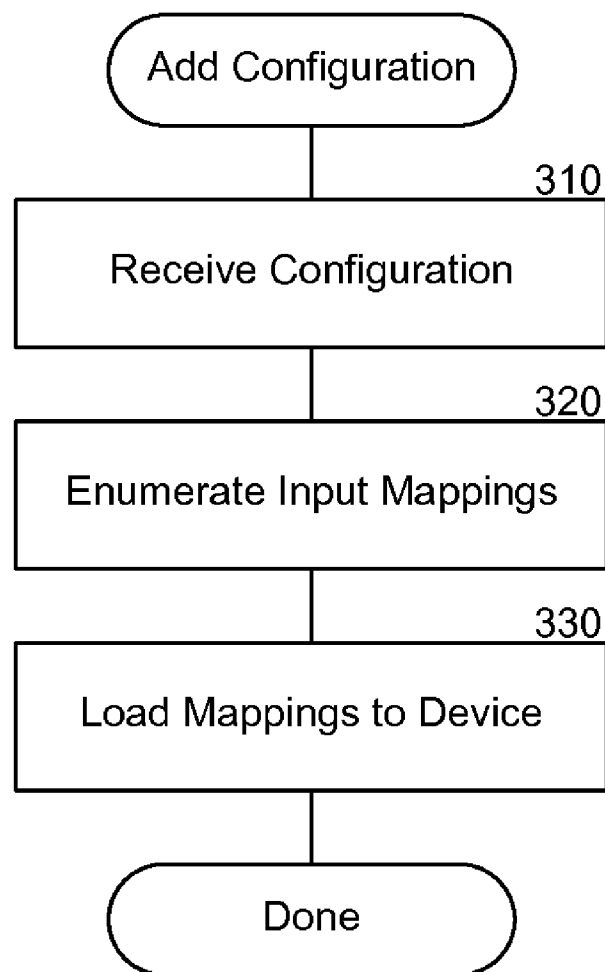 Add Configuration
310
Receive Configuration
320
Enumerate Input Mappings
330
Load Mappings to Device
Done